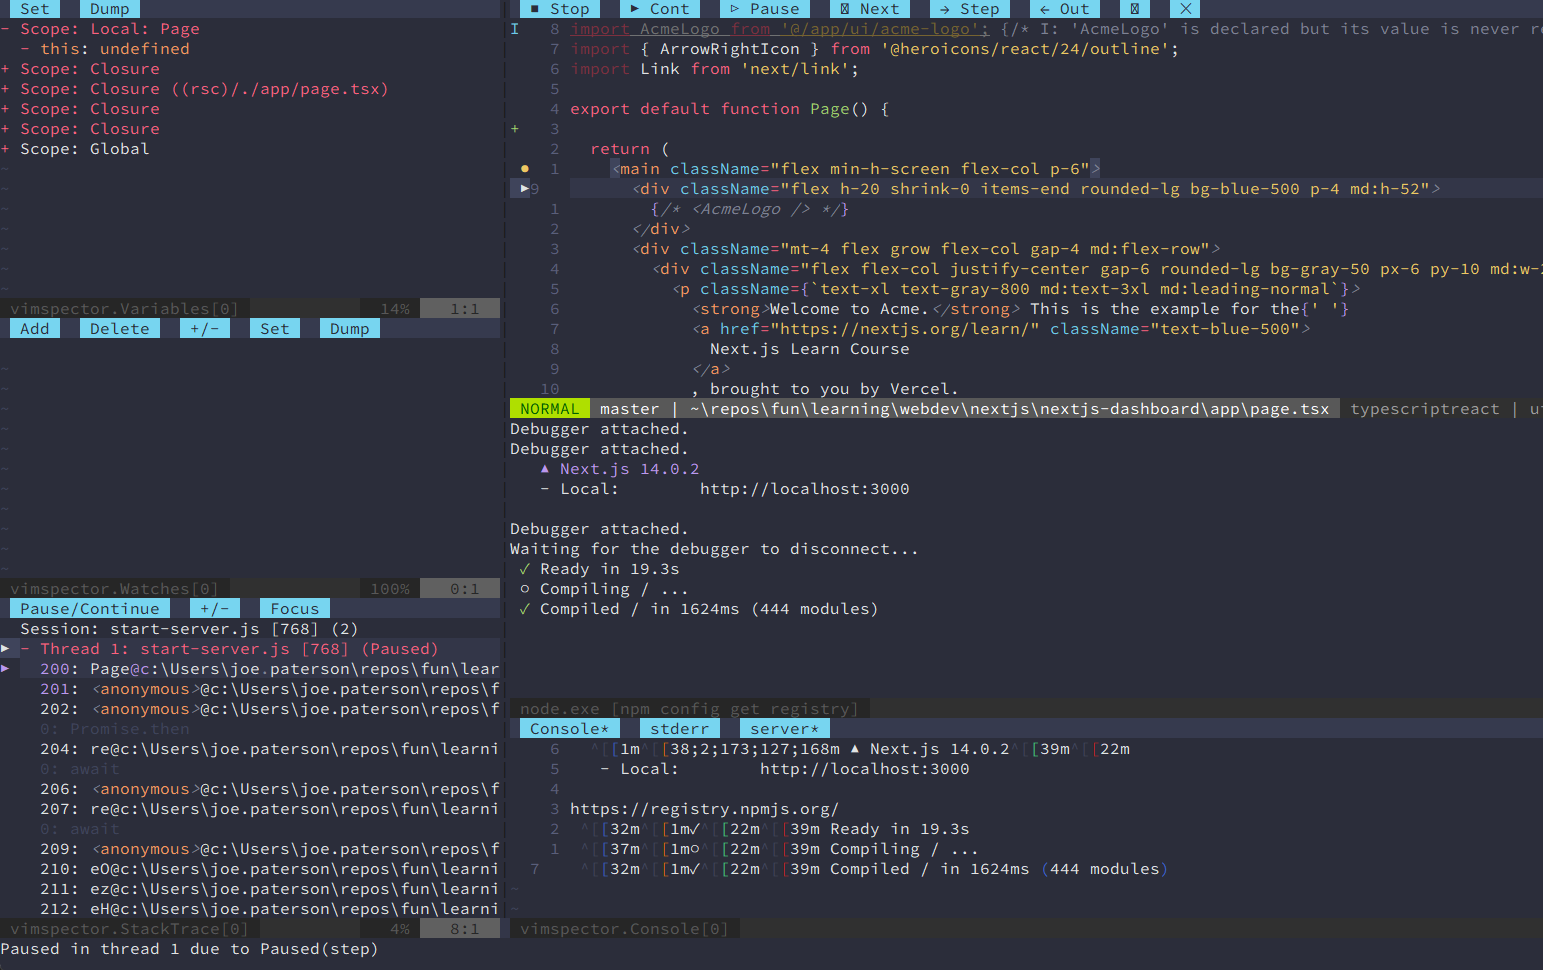 Set Dump
- Scope: Local: Page
- this: undefined
+ Scope: Closure
+ Scope: Closure ((rsc)/./app/page.tsx)
+ Scope: Closure
+ Scope: Closure
+ Scope: Global
vimspector.Variables[0] 14% 1:1
Add Delete +/- Set Dump
vimspector.Watches[0] 100% 0:1
Pause/Continue +/- Focus
Session: start-server.js [768] (2)
▶ - Thread 1: start-server.js [768] (Paused)
▶ 200: Page@c:\Users\joe.paterson\repos\fun\lear
201: <anonymous>@c:\Users\joe.paterson\repos\f
202: <anonymous>@c:\Users\joe.paterson\repos\f
0: Promise.then
204: re@c:\Users\joe.paterson\repos\fun\learni
0: await
206: <anonymous>@c:\Users\joe.paterson\repos\f
207: re@c:\Users\joe.paterson\repos\fun\learni
0: await
209: <anonymous>@c:\Users\joe.paterson\repos\f
210: eO@c:\Users\joe.paterson\repos\fun\learni
211: ez@c:\Users\joe.paterson\repos\fun\learni
212: eH@c:\Users\joe.paterson\repos\fun\learni
vimspector.StackTrace[0] 4% 8:1
Paused in thread 1 due to Paused(step)
■ Stop ▶ Cont ▷ Pause Next → Step ← Out
I 8 import AcmeLogo from '@/app/ui/acme-logo'; {/* I: 'AcmeLogo' is declared but its value is never r
7 import { ArrowRightIcon } from '@heroicons/react/24/outline';
6 import Link from 'next/link';
5
4 export default function Page() {
+ 3
2 return (
● 1 <main className="flex min-h-screen flex-col p-6">
▶9 <div className="flex h-20 shrink-0 items-end rounded-lg bg-blue-500 p-4 md:h-52">
1 {/* <AcmeLogo /> */}
2 </div>
3 <div className="mt-4 flex grow flex-col gap-4 md:flex-row">
4 <div className="flex flex-col justify-center gap-6 rounded-lg bg-gray-50 px-6 py-10 md:w-
5 <p className={`text-xl text-gray-800 md:text-3xl md:leading-normal`}>
6 <strong>Welcome to Acme.</strong> This is the example for the{' '}
7 <a href="https://nextjs.org/learn/" className="text-blue-500">
8 Next.js Learn Course
9 </a>
10 , brought to you by Vercel.
NORMAL master | ~\repos\fun\learning\webdev\nextjs\nextjs-dashboard\app\page.tsx typescriptreact | u
Debugger attached.
Debugger attached.
▲ Next.js 14.0.2
- Local: http://localhost:3000
Debugger attached.
Waiting for the debugger to disconnect...
✓ Ready in 19.3s
○ Compiling / ...
✓ Compiled / in 1624ms (444 modules)
node.exe [npm config get registry]
Console* stderr server*
6 ^[[1m^[[38;2;173;127;168m ▲ Next.js 14.0.2^[[39m^[[22m
5 - Local: http://localhost:3000
4
3 https://registry.npmjs.org/
2 ^[[32m^[[1m✓^[[22m^[[39m Ready in 19.3s
1 ^[[37m^[[1m○^[[22m^[[39m Compiling / ...
7 ^[[32m^[[1m✓^[[22m^[[39m Compiled / in 1624ms (444 modules)
vimspector.Console[0]